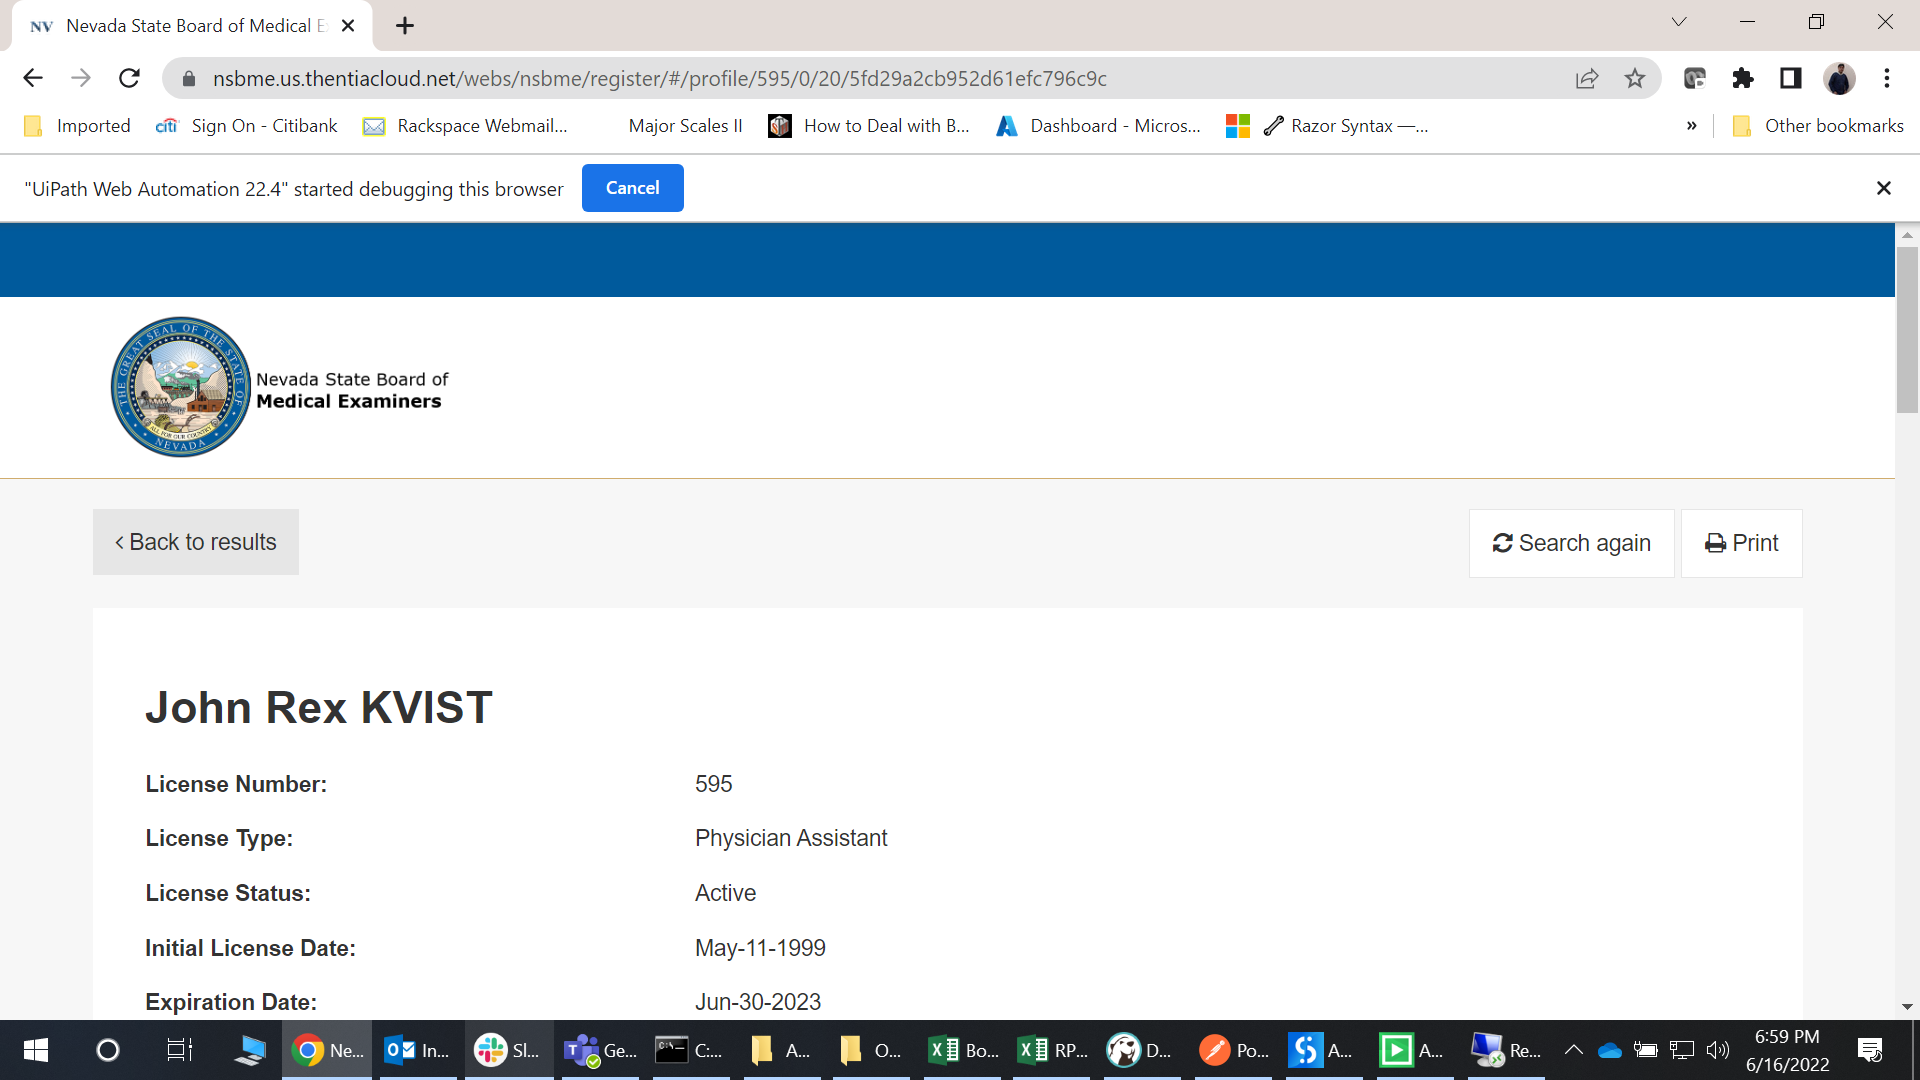 NV Nevada State Board of Medical E
nsbme.us.thentiacloud.net/webs/nsbme/register/#/profile/595/0/20/5fd29a2cb952d61efc796c9c
Imported citi Sign On - Citibank Rackspace Webmail... Major Scales II How to Deal with B... Dashboard - Micros... Razor Syntax —... » Other bookmarks
"UiPath Web Automation 22.4" started debugging this browser Cancel
THE GREAT SEAL OF THE STATE OF
NEVADA
ALL FOR OUR COUNTRY
Nevada State Board of
Medical Examiners
Back to results Search again Print
John Rex KVIST
License Number: 595
License Type: Physician Assistant
License Status: Active
Initial License Date: May-11-1999
Expiration Date: Jun-30-2023
Ne... In... Sl... Ge... C:... A... O... Bo... RP... D... Po... A... A... Re... 6:59 PM
6/16/2022